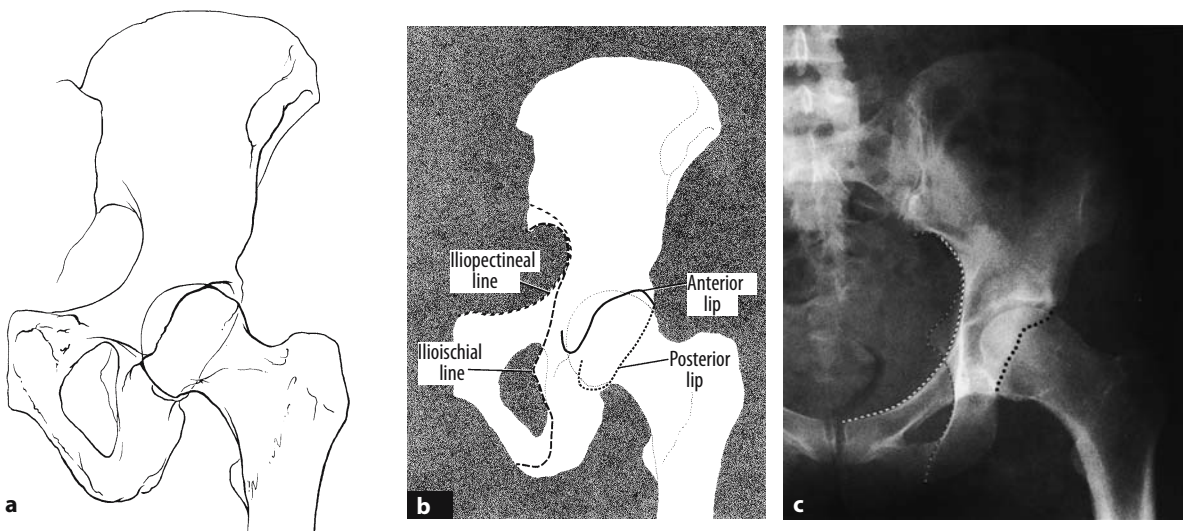 Iliopectineal
line
Anterior
lip
Ilioischial
line
Posterior
lip
a
b
c